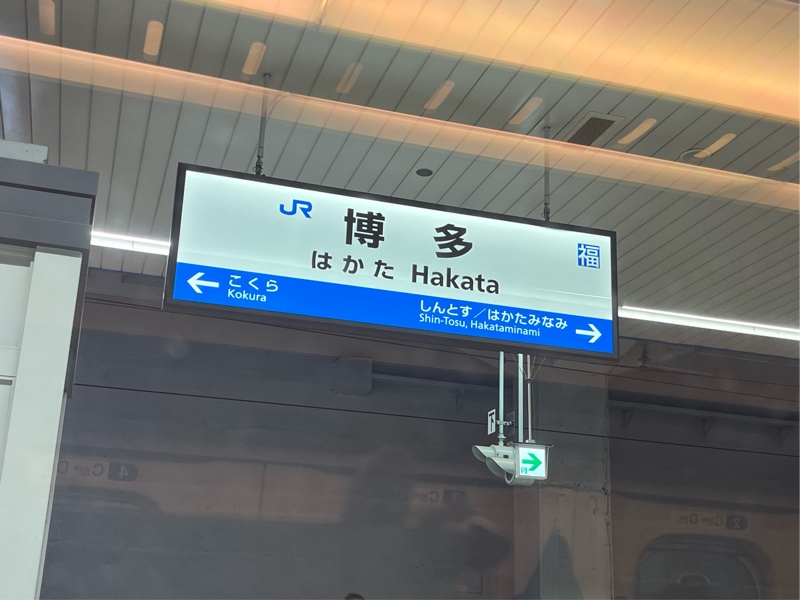 JR 博多 福
はかた Hakata
← こくら
Kokura
しんとす／はかたみなみ →
Shin-Tosu, Hakataminami